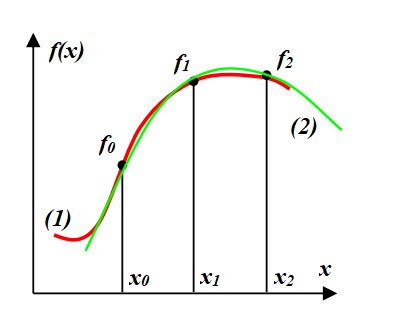 f(x)
f₁
f₂
f₀
(2)
(1)
x₀
x₁
x₂
x